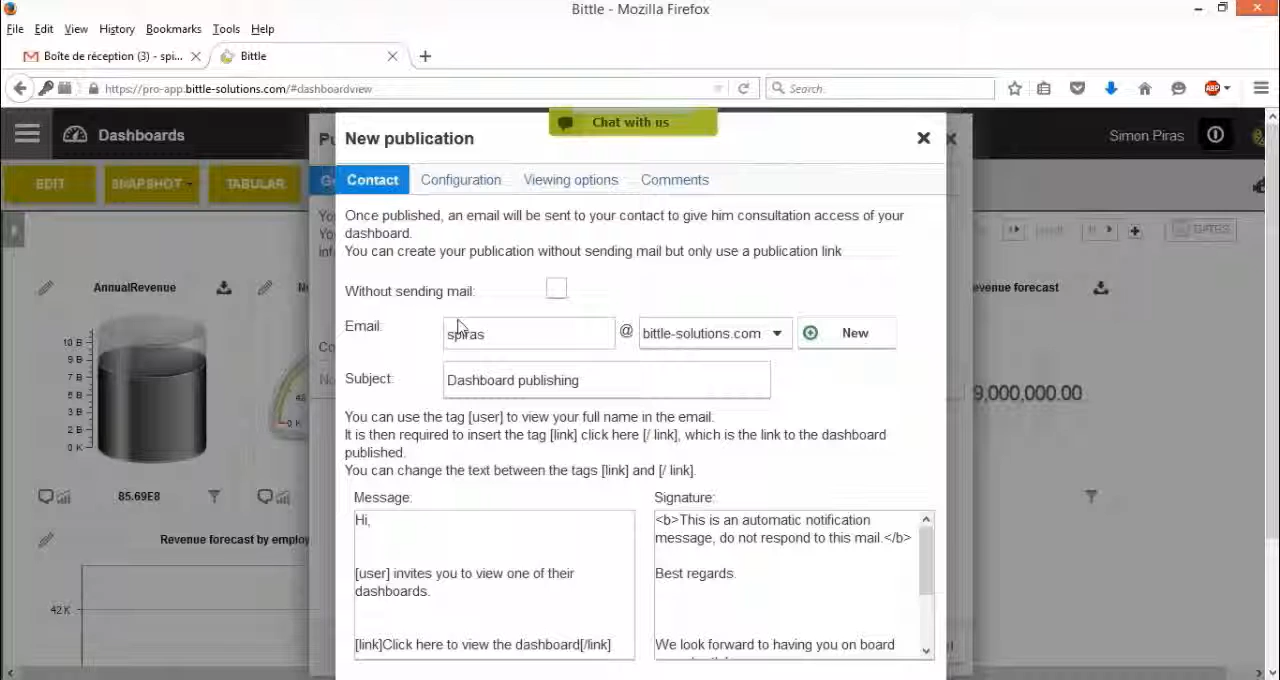 Bittle - Mozilla Firefox
File Edit View History Bookmarks Tools Help
Boîte de réception (3) - spi...
Bittle
https://pro-app.bittle-solutions.com/#dashboardview
Search
ABP
Chat with us
Dashboards
Simon Piras
New publication
EDIT
SNAPSHOT
TABULAR
Contact
Configuration
Viewing options
Comments
Once published, an email will be sent to your contact to give him consultation access of your
dashboard.
You can create your publication without sending mail but only use a publication link
DATES
AnnualRevenue
Without sending mail:
venue forecast
Email:
spiras
@
bittle-solutions.com
New
Subject:
Dashboard publishing
10 B
9 B
7 B
5 B
3 B
2 B
0 K
0 K
9,000,000.00
You can use the tag [user] to view your full name in the email.
It is then required to insert the tag [link] click here [/ link], which is the link to the dashboard
published.
You can change the text between the tags [link] and [/ link].
85.69E8
Message:
Signature:
Hi,
[user] invites you to view one of their
dashboards.
[link]Click here to view the dashboard[/link]
<b>This is an automatic notification
message, do not respond to this mail.</b>
Best regards.
We look forward to having you on board
Revenue forecast by employ
42 K